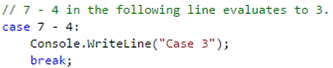 // 7 - 4 in the following line evaluates to 3.
case 7 - 4:
    Console.WriteLine("Case 3");
    break;